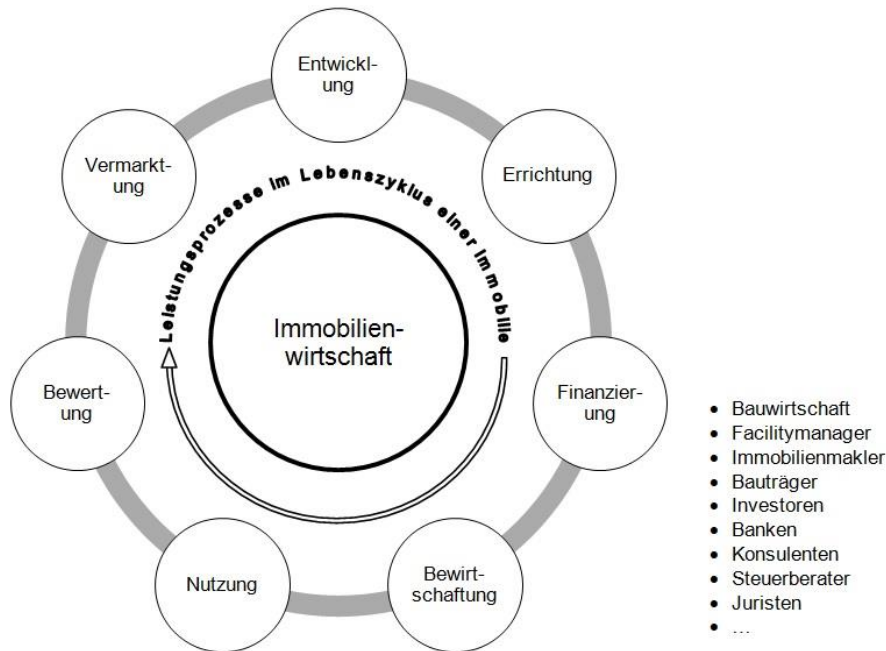 Entwickl-
ung
Errichtung
Finanzier-
ung
Bewirt-
schaftung
Nutzung
Bewert-
ung
Vermarkt-
ung
Leistungsprozesse im Lebenszyklus einer Immobilie
Immobilien-
wirtschaft
• Bauwirtschaft
• Facilitymanager
• Immobilienmakler
• Bauträger
• Investoren
• Banken
• Konsulenten
• Steuerberater
• Juristen
• ...